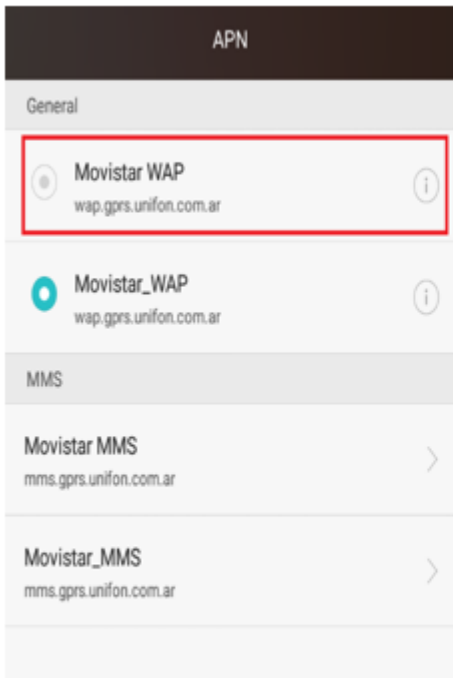 APN
General
Movistar WAP
wap.gprs.unifon.com.ar
Movistar_WAP
wap.gprs.unifon.com.ar
MMS
Movistar MMS
mms.gprs.unifon.com.ar
Movistar_MMS
mms.gprs.unifon.com.ar